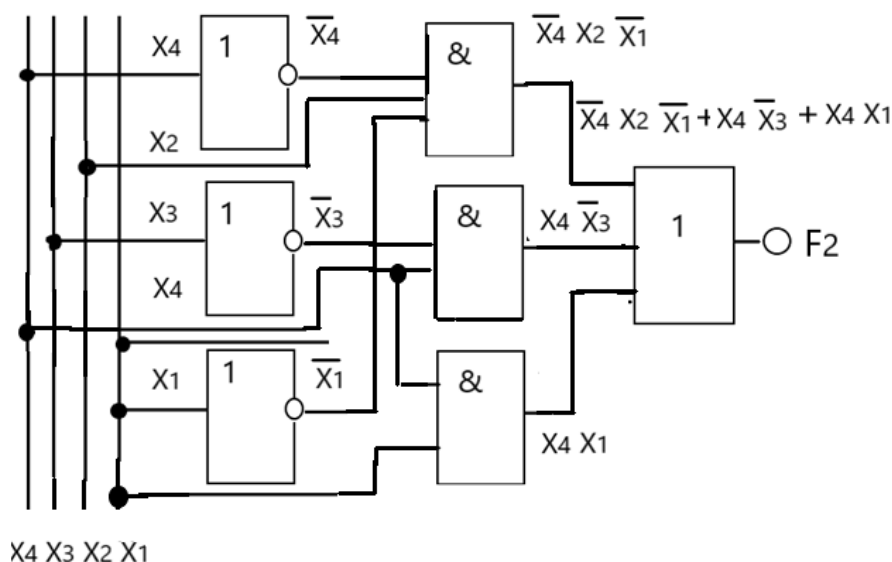 X4 1 X̅4 & X̅4 X2 X̅1
X2
X̅4 X2 X̅1 + X4 X̅3 + X4 X1
X3 1 X̅3 & X4 X̅3 1 F2
X4
X1 1 X̅1 &
X4 X1
X4 X3 X2 X1